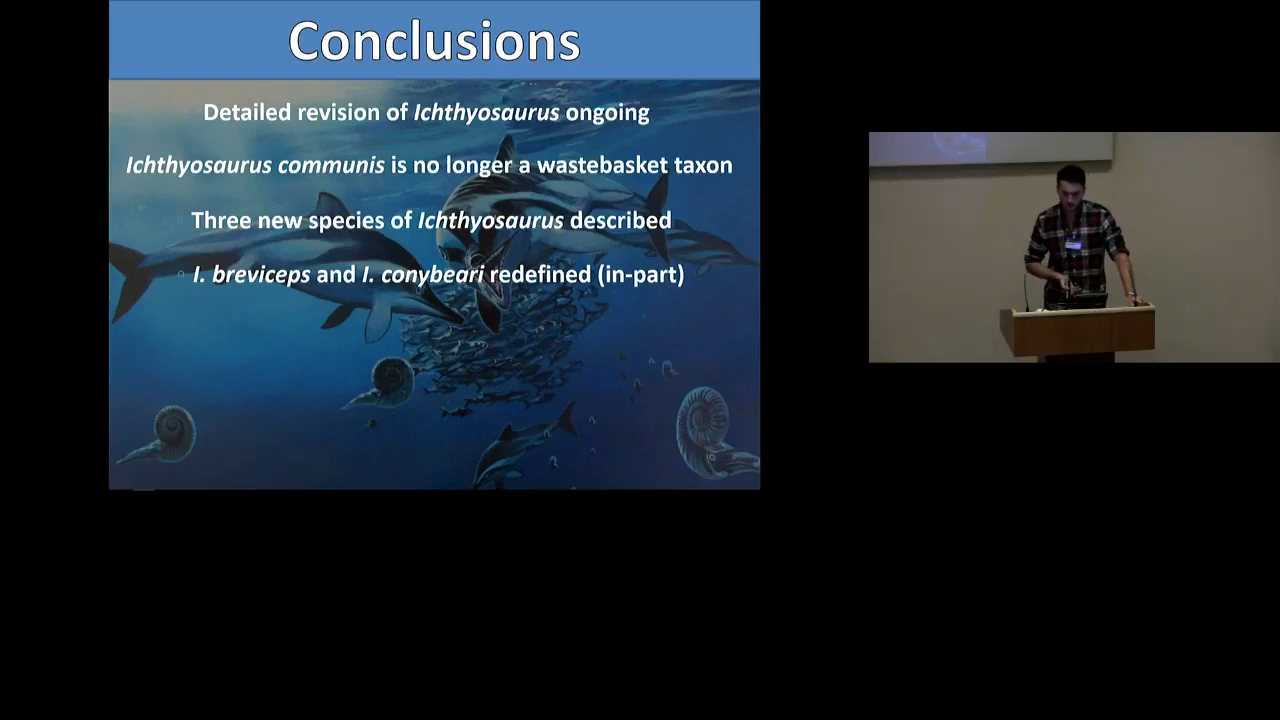 Conclusions
Detailed revision of Ichthyosaurus ongoing
Ichthyosaurus communis is no longer a wastebasket taxon
Three new species of Ichthyosaurus described
I. breviceps and I. conybeari redefined (in-part)